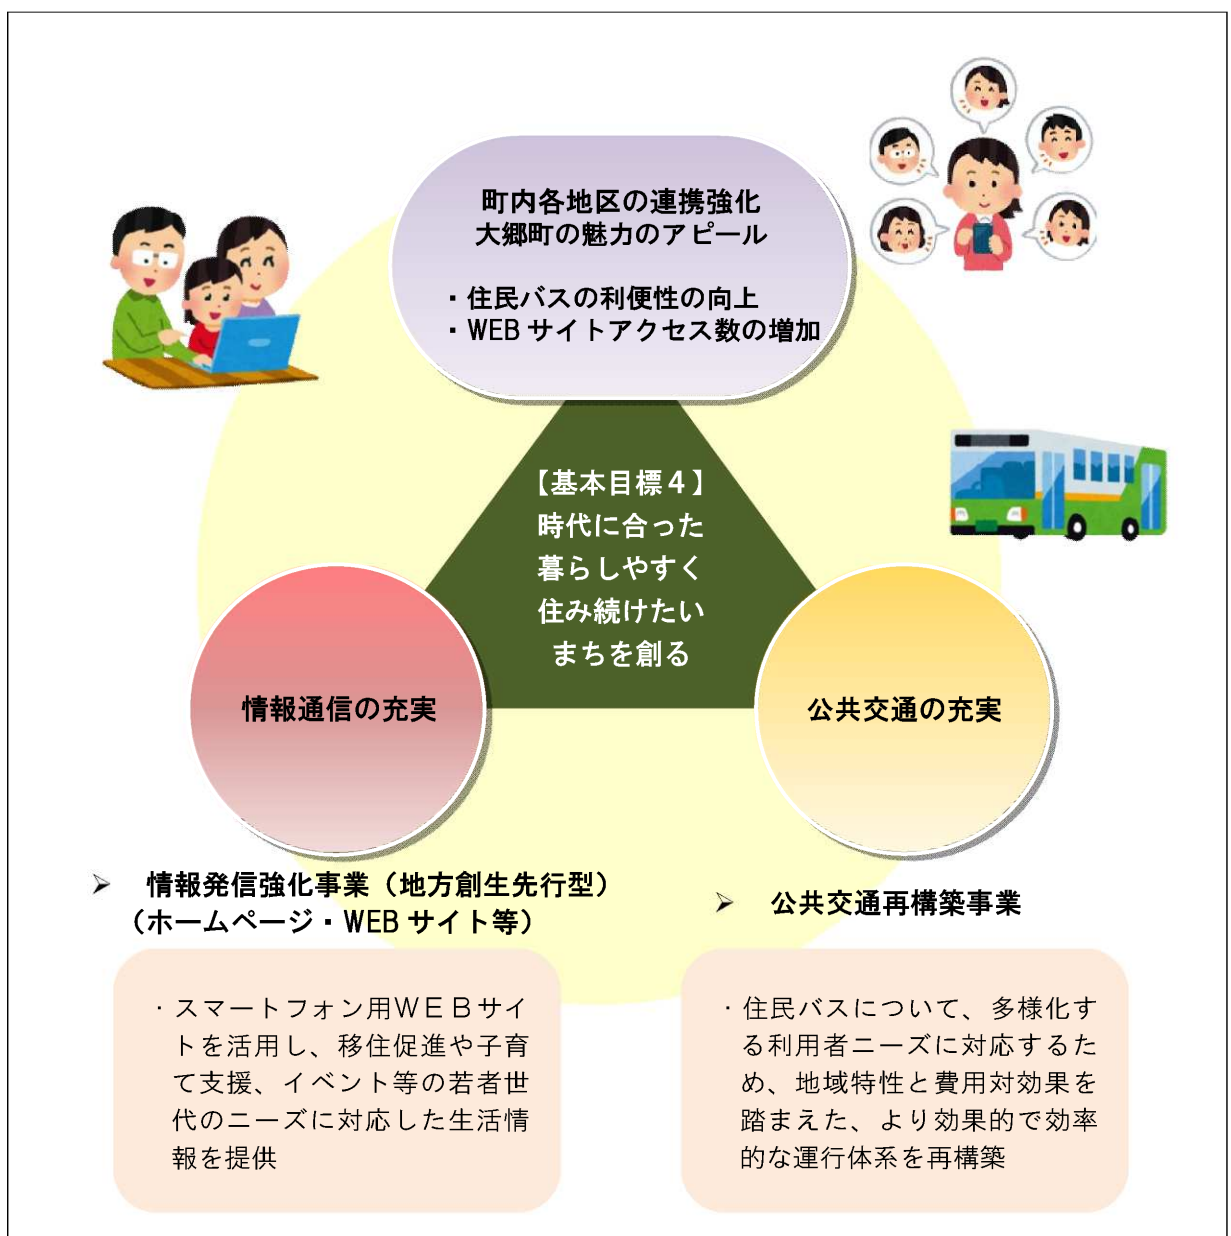 町内各地区の連携強化
大郷町の魅力のアピール
・住民バスの利便性の向上
・WEB サイトアクセス数の増加
【基本目標４】
時代に合った
暮らしやすく
住み続けたい
まちを創る
情報通信の充実
公共交通の充実
➢ 情報発信強化事業（地方創生先行型）
（ホームページ・WEB サイト等）
・スマートフォン用ＷＥＢサイ
トを活用し、移住促進や子育
て支援、イベント等の若者世
代のニーズに対応した生活情
報を提供
➢ 公共交通再構築事業
・住民バスについて、多様化す
る利用者ニーズに対応するた
め、地域特性と費用対効果を
踏まえた、より効果的で効率
的な運行体系を再構築